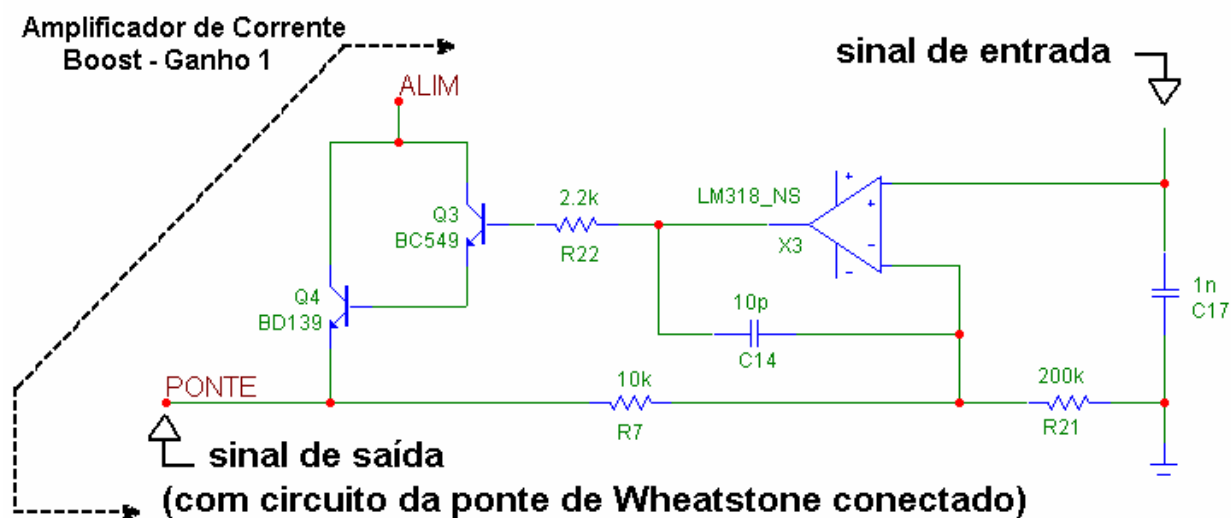 Amplificador de Corrente
Boost - Ganho 1
sinal de entrada
ALIM
Q3
BC549
2.2k
R22
LM318_NS
X3
+
-
+
-
1n
C17
Q4
BD139
10p
C14
PONTE
10k
R7
200k
R21
sinal de saída
(com circuito da ponte de Wheatstone conectado)